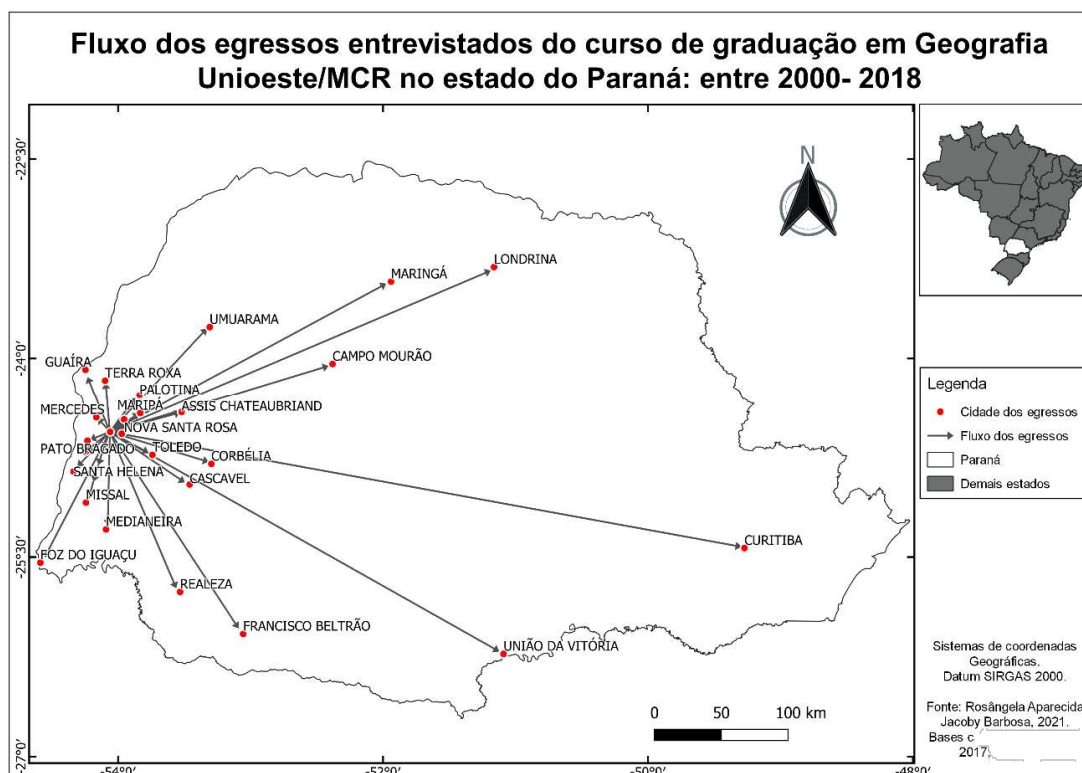 Fluxo dos egressos entrevistados do curso de graduação em Geografia
Unioeste/MCR no estado do Paraná: entre 2000- 2018
-22°30'
-24°0'
-25°30'
-27°0'
-54°0'
-52°0'
-50°0'
-48°0'
N
LONDRINA
MARINGÁ
UMUARAMA
CAMPO MOURÃO
GUAÍRA
TERRA ROXA
PALOTINA
MARIPÁ
ASSIS CHATEAUBRIAND
MERCEDES
NOVA SANTA ROSA
PATO BRAGADO
TOLEDO
CORBÉLIA
SANTA HELENA
CASCAVEL
MISSAL
MEDIANEIRA
FOZ DO IGUAÇU
CURITIBA
REALEZA
FRANCISCO BELTRÃO
UNIÃO DA VITÓRIA
0 50 100 km
Legenda
Cidade dos egressos
Fluxo dos egressos
Paraná
Demais estados
Sistemas de coordenadas
Geográficas.
Datum SIRGAS 2000.
Fonte: Rosângela Aparecida
Jacoby Barbosa, 2021.
Bases
2017